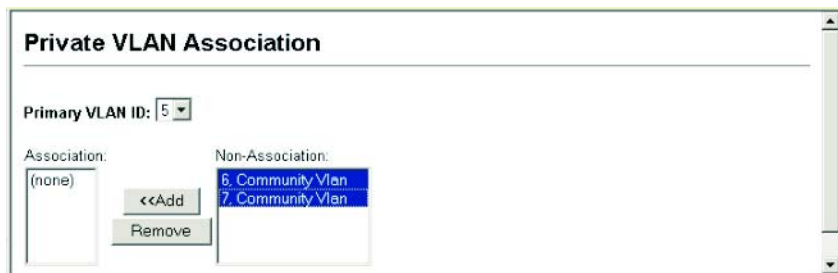 Private VLAN Association
Primary VLAN ID: 5
Association: Non-Association:
(none) 6, Community Vlan
<<Add 7, Community Vlan
Remove